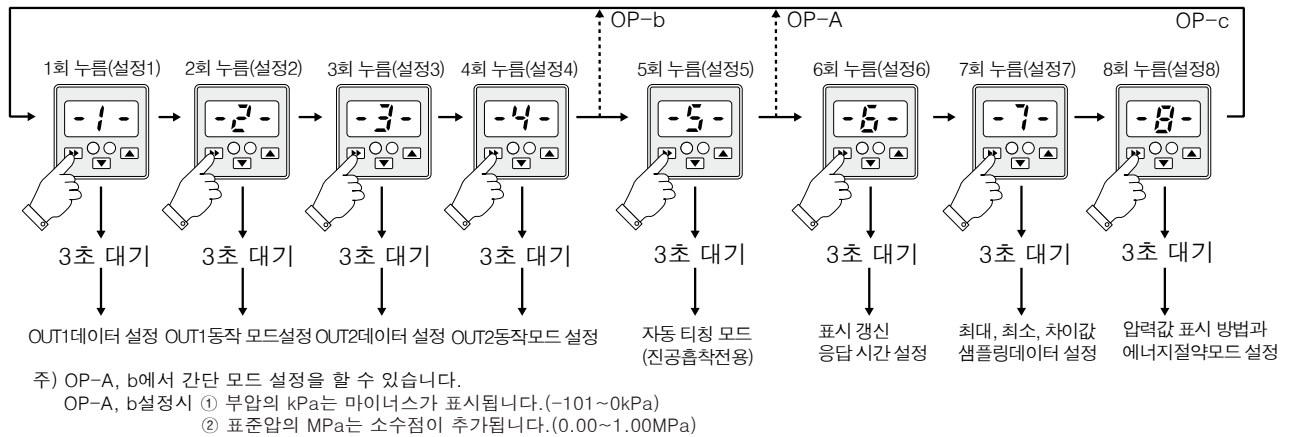 OP-b OP-A OP-c
1회 누름(설정1) 2회 누름(설정2) 3회 누름(설정3) 4회 누름(설정4) 5회 누름(설정5) 6회 누름(설정6) 7회 누름(설정7) 8회 누름(설정8)
-1- -2- -3- -4- -5- -6- -7- -8-
3초 대기 3초 대기 3초 대기 3초 대기 3초 대기 3초 대기 3초 대기 3초 대기
OUT1데이터 설정 OUT1동작 모드설정 OUT2데이터 설정 OUT2동작모드 설정 자동 티칭 모드 표시 갱신 최대, 최소, 차이값 압력값 표시 방법과
(진공흡착전용) 응답 시간 설정 샘플링데이터 설정 에너지절약모드 설정
주) OP-A, b에서 간단 모드 설정을 할 수 있습니다.
OP-A, b설정시 ① 부압의 kPa는 마이너스가 표시됩니다.(-101~0kPa)
② 표준압의 MPa는 소수점이 추가됩니다.(0.00~1.00MPa)